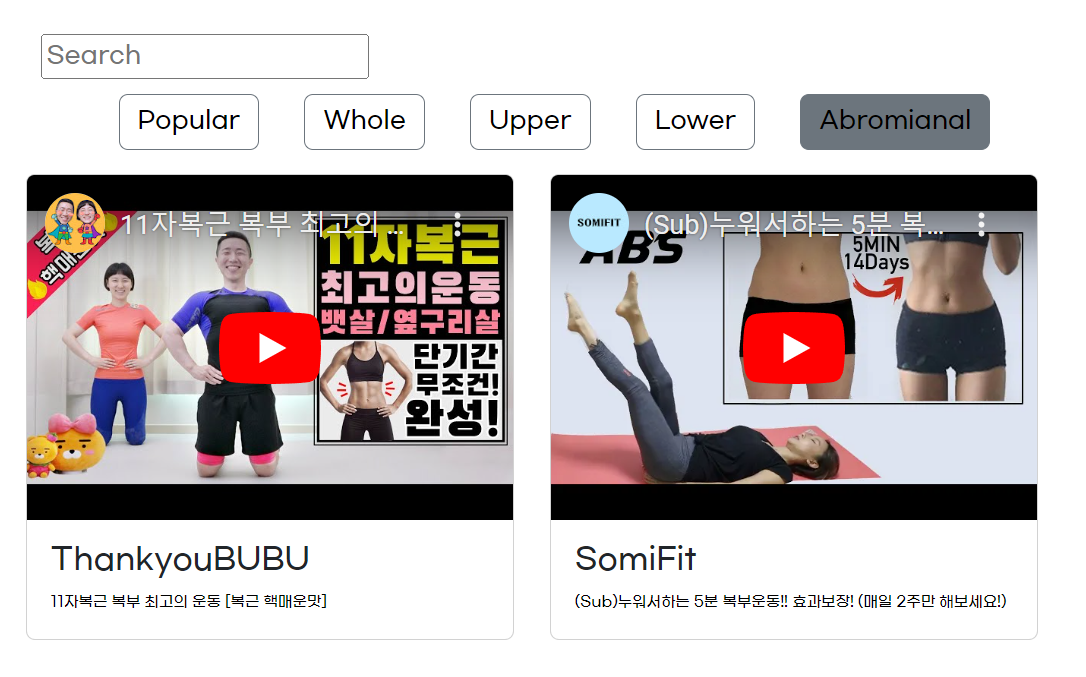 Search
Popular
Whole
Upper
Lower
Abromianal
11자복근 복부 최고의 ...
핵매운
11자복근
최고의운동
뱃살/옆구리살
단기간
무조건!
완성!
SOMIFIT
(Sub)누워서하는 5분 복...
ABS
5MIN
14Days
ThankyouBUBU
11자복근 복부 최고의 운동 [복근 핵매운맛]
SomiFit
(Sub)누워서하는 5분 복부운동!! 효과보장! (매일 2주만 해보세요!)